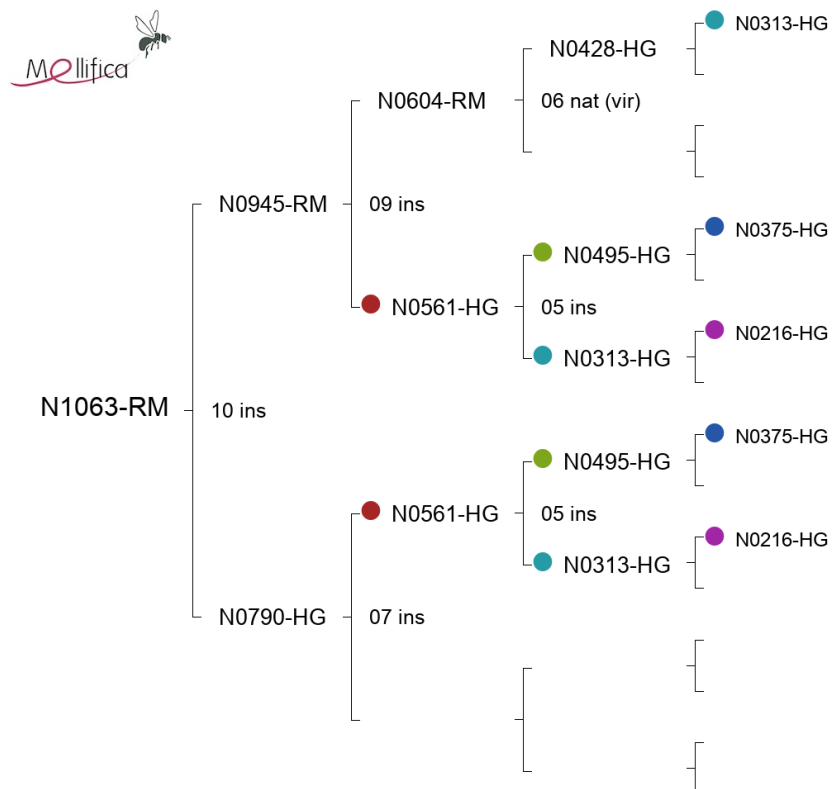 Mellifica
N0313-HG
N0428-HG
N0604-RM
06 nat (vir)
N0945-RM
09 ins
N0375-HG
N0495-HG
N0561-HG
05 ins
N0216-HG
N0313-HG
N1063-RM
10 ins
N0375-HG
N0495-HG
N0561-HG
05 ins
N0216-HG
N0313-HG
N0790-HG
07 ins